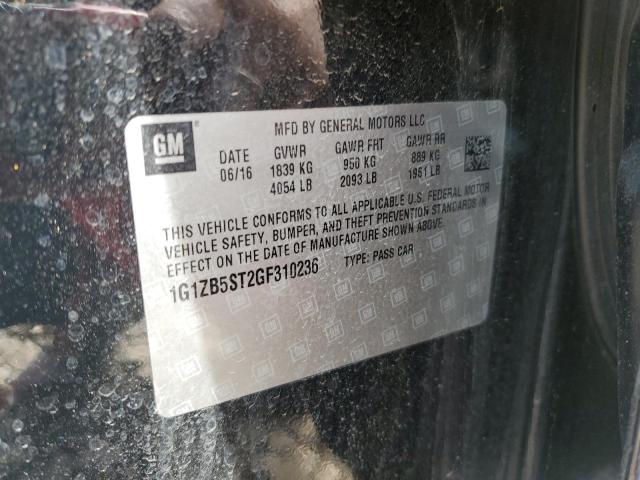 GM
MFD BY GENERAL MOTORS LLC
DATE GVWR GAWR FRT GAWR RR
06/16 1839 KG 950 KG 889 KG
4054 LB 2093 LB 1961 LB
THIS VEHICLE CONFORMS TO ALL APPLICABLE U.S. FEDERAL MOTOR
VEHICLE SAFETY, BUMPER, AND THEFT PREVENTION STANDARDS IN
EFFECT ON THE DATE OF MANUFACTURE SHOWN ABOVE.
1G1ZB5ST2GF310236 TYPE: PASS CAR